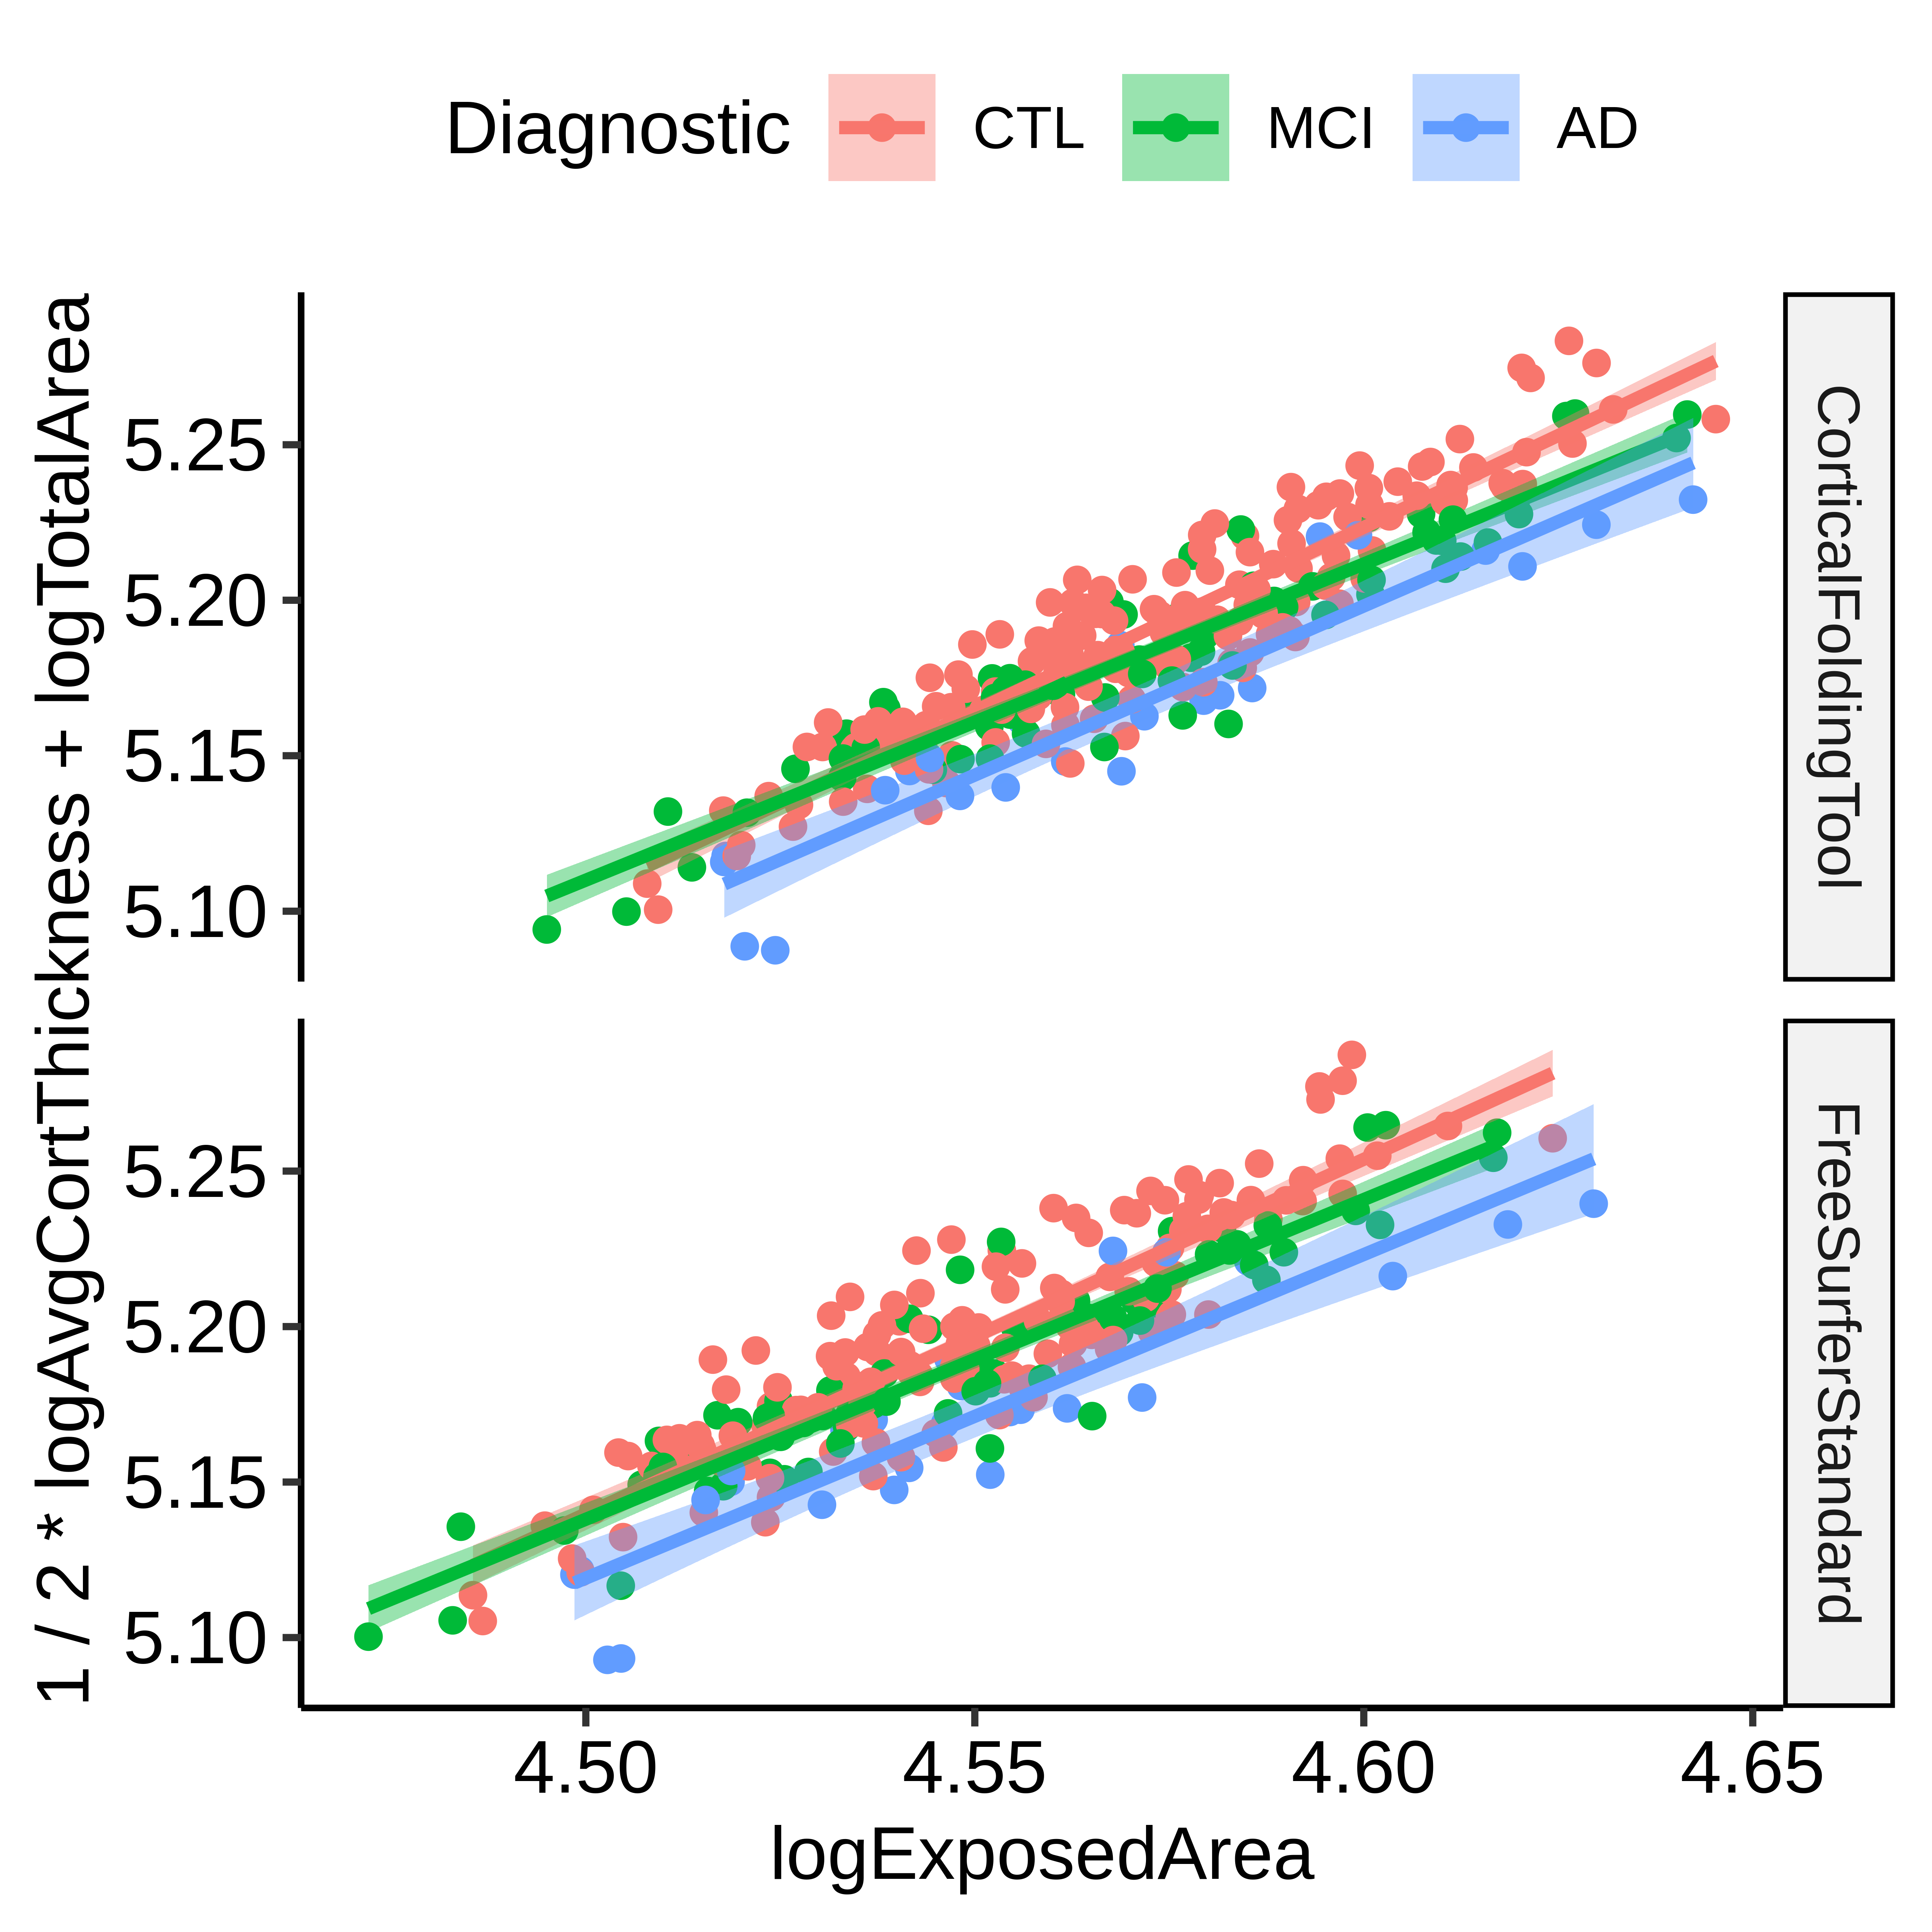 Diagnostic CTL MCI AD
1 / 2 * logAvgCortThickness + logTotalArea
5.25
5.20
5.15
5.10
CorticalFoldingTool
5.25
5.20
5.15
5.10
FreeSurferStandard
4.50 4.55 4.60 4.65
logExposedArea